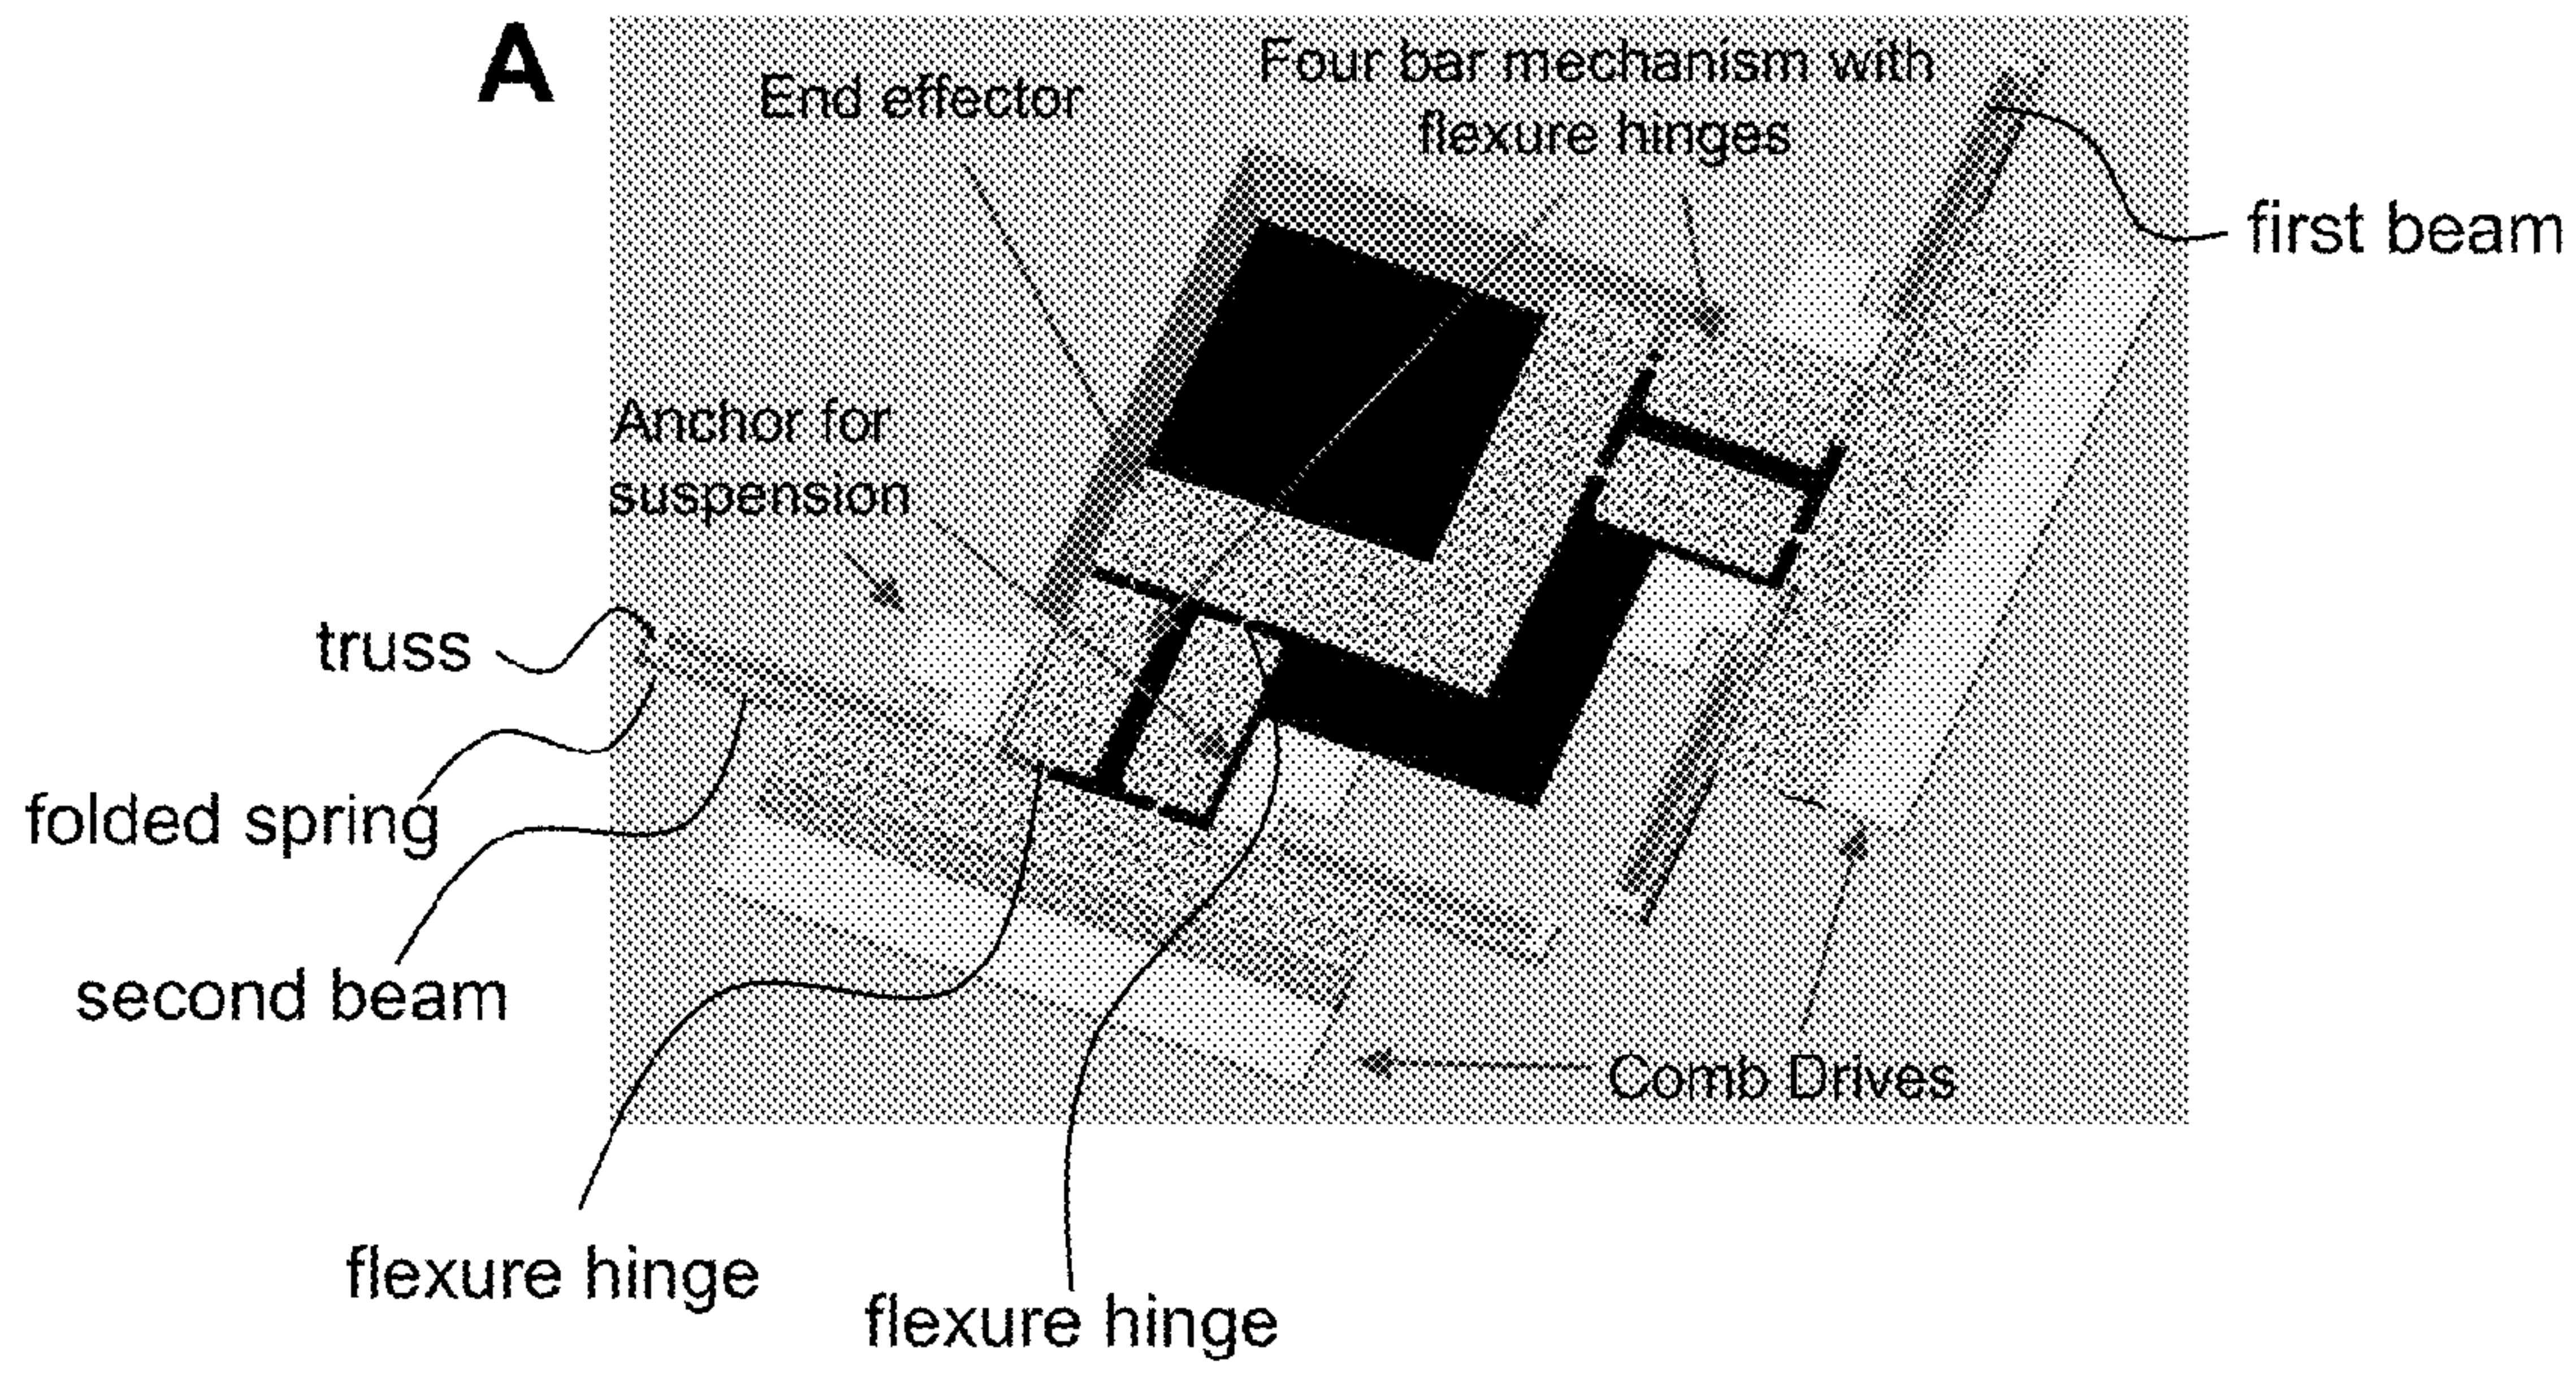 A
End effector
Four bar mechanism with
flexure hinges
first beam
Anchor for
suspension
truss
folded spring
second beam
Comb Drives
flexure hinge
flexure hinge